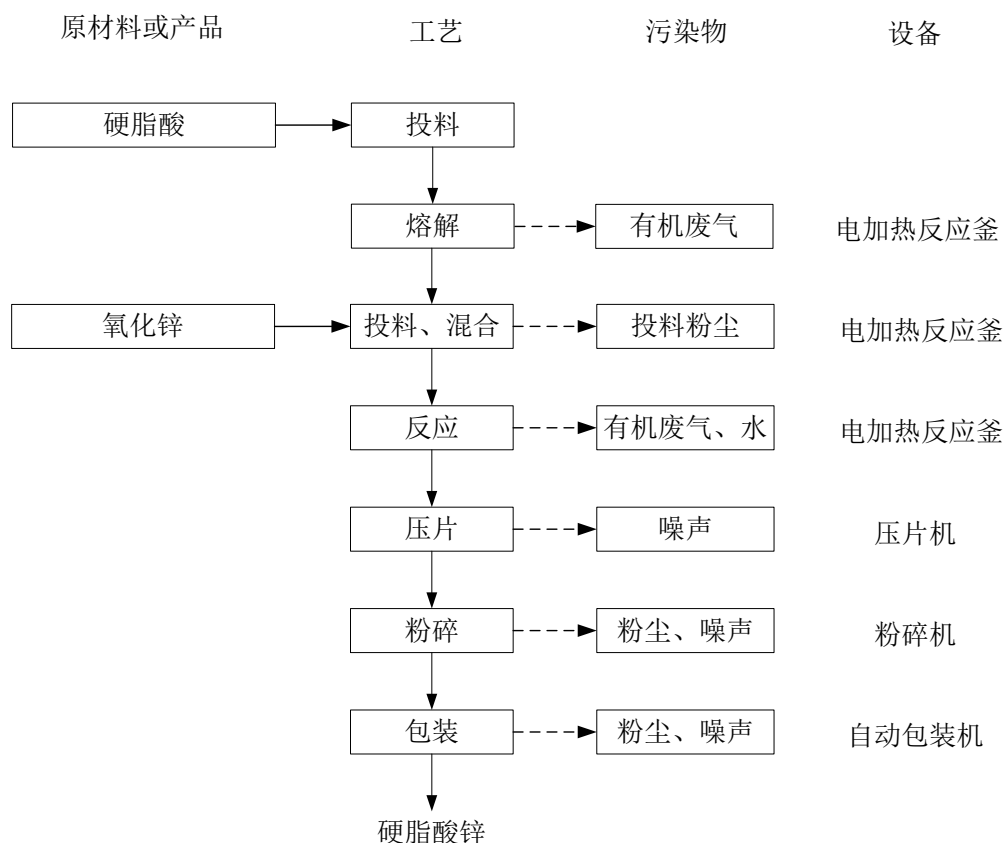 原材料或产品 工艺 污染物 设备
硬脂酸 投料
熔解 有机废气 电加热反应釜
氧化锌 投料、混合 投料粉尘 电加热反应釜
反应 有机废气、水 电加热反应釜
压片 噪声 压片机
粉碎 粉尘、噪声 粉碎机
包装 粉尘、噪声 自动包装机
硬脂酸锌